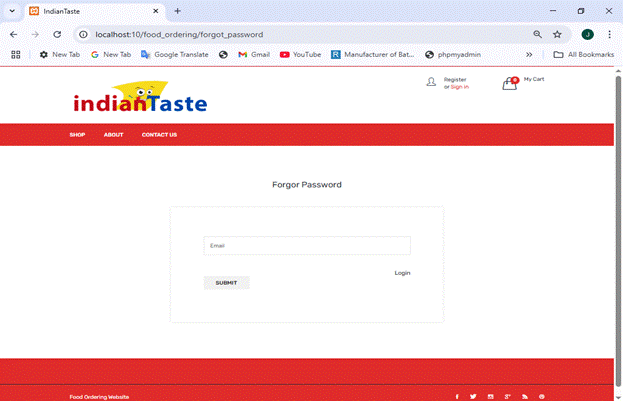 IndianTaste
localhost:10/food_ordering/forgot_password
J
New Tab
New Tab
Google Translate
Gmail
YouTube
R
Manufacturer of Bat...
phpmyadmin
All Bookmarks
indianTaste
Register
or Sign in
0
My Cart
SHOP
ABOUT
CONTACT US
Forgor Password
Email
Login
SUBMIT
Food Ordering Website